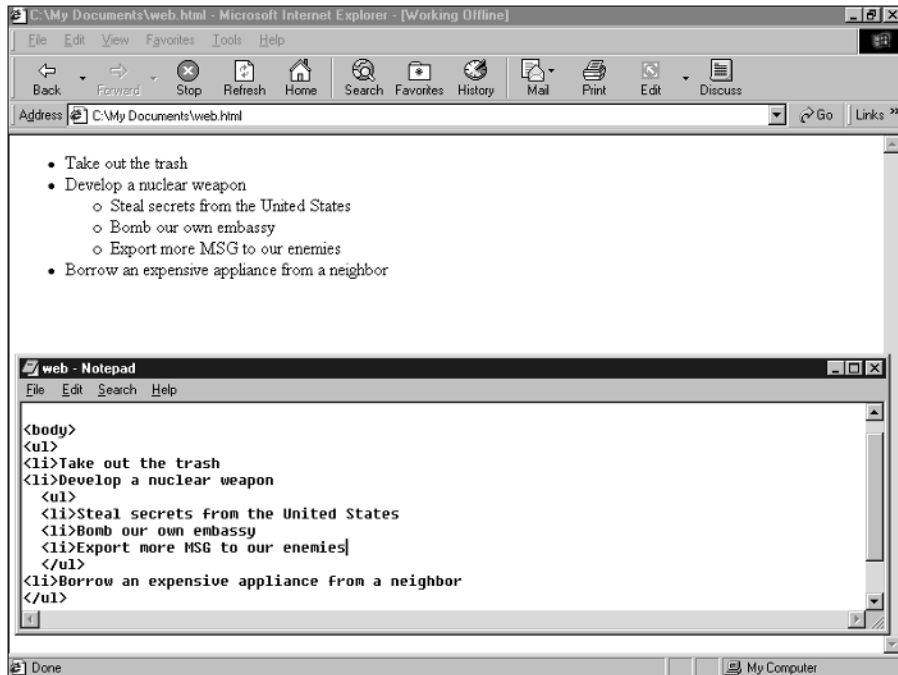 C:\My Documents\web.html - Microsoft Internet Explorer - [Working Offline]
File Edit View Favorites Tools Help
Back Forward Stop Refresh Home Search Favorites History Mail Print Edit Discuss
Address C:\My Documents\web.html Go Links »
• Take out the trash
• Develop a nuclear weapon
o Steal secrets from the United States
o Bomb our own embassy
o Export more MSG to our enemies
• Borrow an expensive appliance from a neighbor
web - Notepad
File Edit Search Help
<body>
<ul>
<li>Take out the trash
<li>Develop a nuclear weapon
<ul>
<li>Steal secrets from the United States
<li>Bomb our own embassy
<li>Export more MSG to our enemies
</ul>
<li>Borrow an expensive appliance from a neighbor
</ul>
Done My Computer